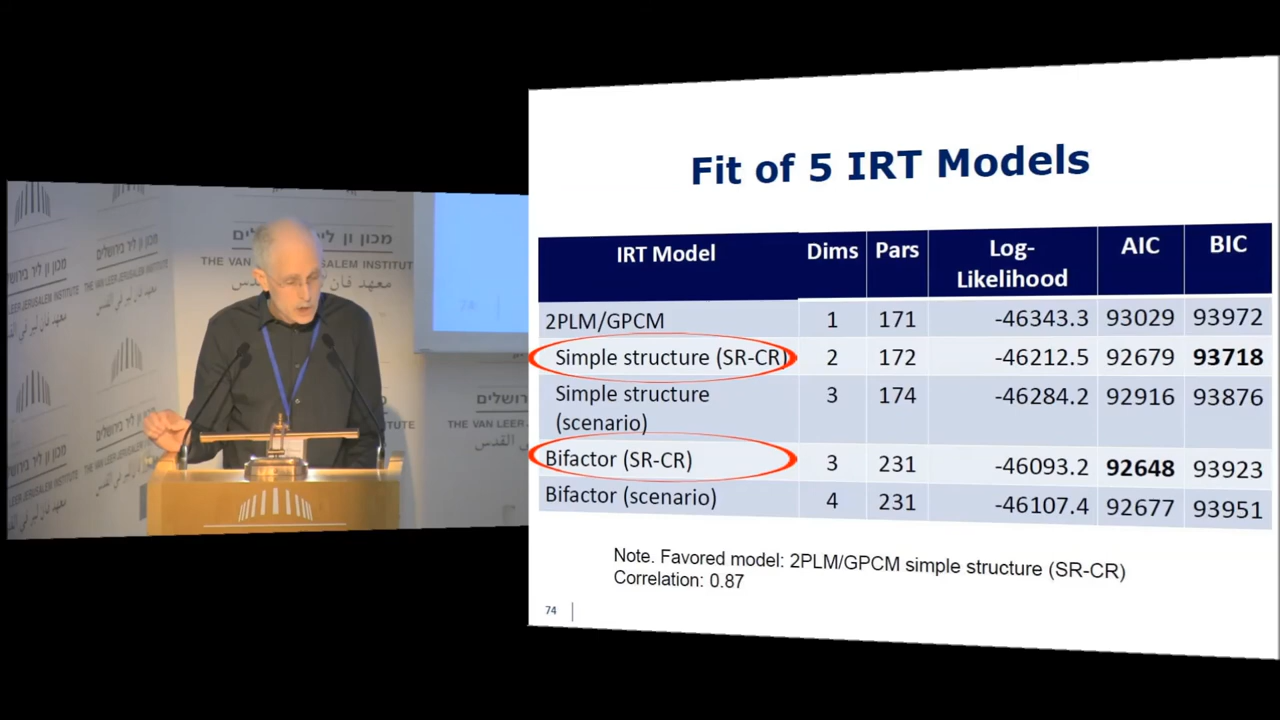 Fit of 5 IRT Models
IRT Model Dims Pars Log-Likelihood AIC BIC
2PLM/GPCM 1 171 -46343.3 93029 93972
Simple structure (SR-CR) 2 172 -46212.5 92679 93718
Simple structure (scenario) 3 174 -46284.2 92916 93876
Bifactor (SR-CR) 3 231 -46093.2 92648 93923
Bifactor (scenario) 4 231 -46107.4 92677 93951
Note. Favored model: 2PLM/GPCM simple structure (SR-CR)
Correlation: 0.87
74
מכון ון ליר בירושלים
THE VAN LEER JERUSALEM INSTITUTE
معهد فان لير في القدس